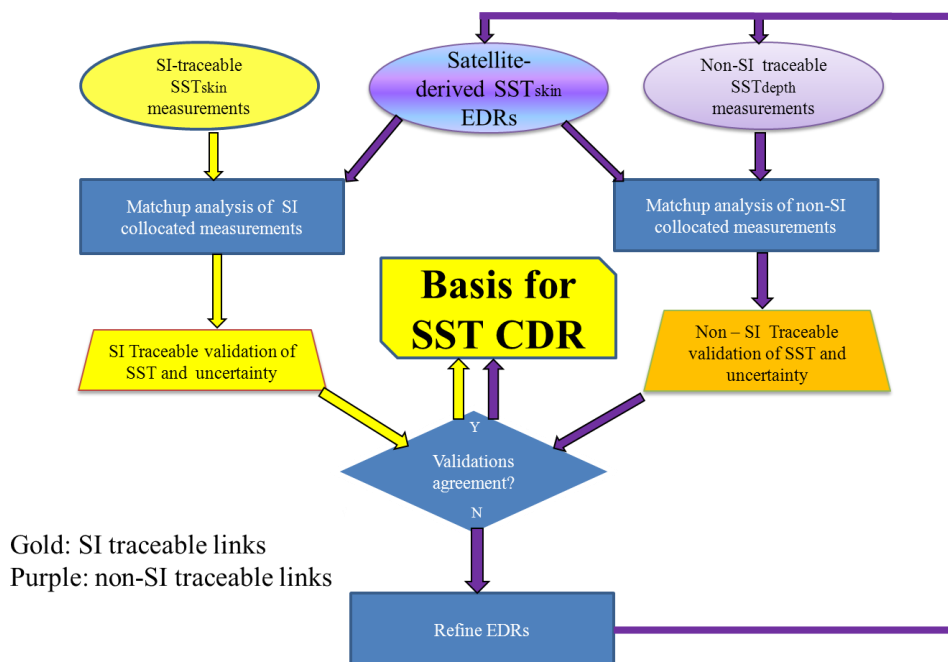 SI-traceable
SSTskin
measurements
Satellite-
derived SSTskin
EDRs
Non-SI traceable
SSTdepth
measurements
Matchup analysis of SI
collocated measurements
Matchup analysis of non-SI
collocated measurements
Basis for
SST CDR
SI Traceable validation of
SST and uncertainty
Non – SI Traceable
validation of SST and
uncertainty
Y
Validations
agreement?
N
Gold: SI traceable links
Purple: non-SI traceable links
Refine EDRs